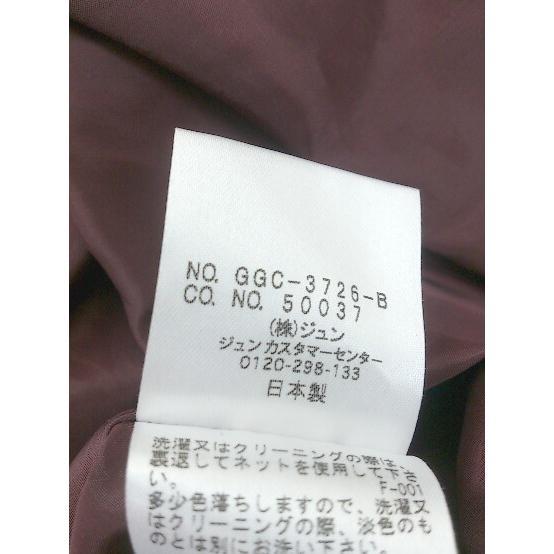 NO. GGC-3726-B
CO. NO. 50037
(株)ジュン
ジュンカスタマーセンター
0120-298-133
日本製
洗濯又はクリーニングの際は、
裏返してネットを使用して下さ
い。 F-001
多少色落ちしますので、洗濯又
はクリーニングの際、淡色のも
のとは別にお洗い下さい。